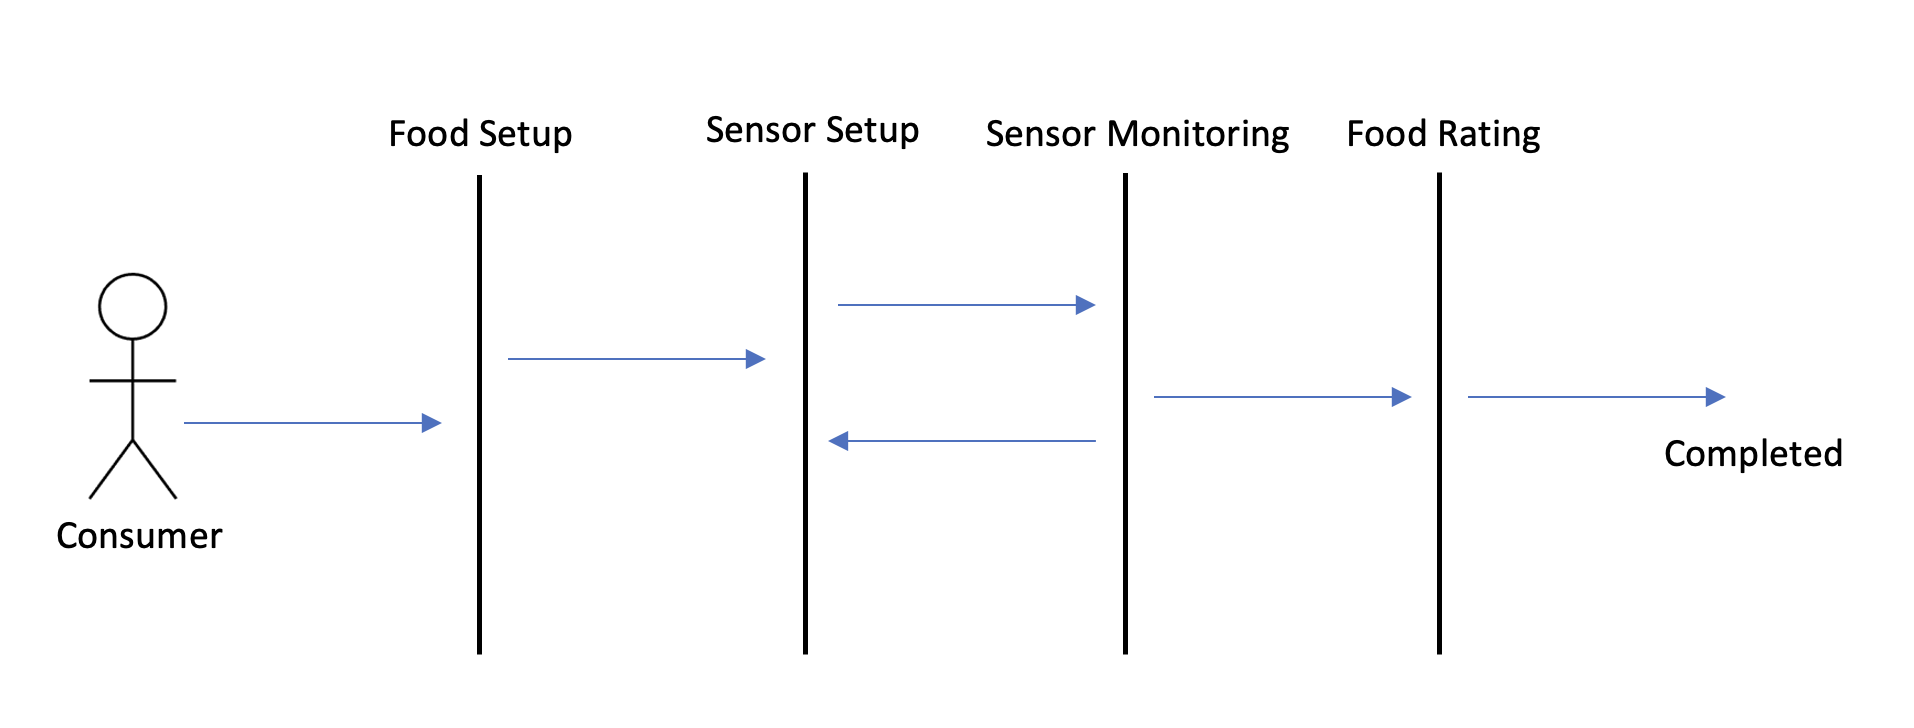 Food Setup
Sensor Setup
Sensor Monitoring
Food Rating
Completed
Consumer